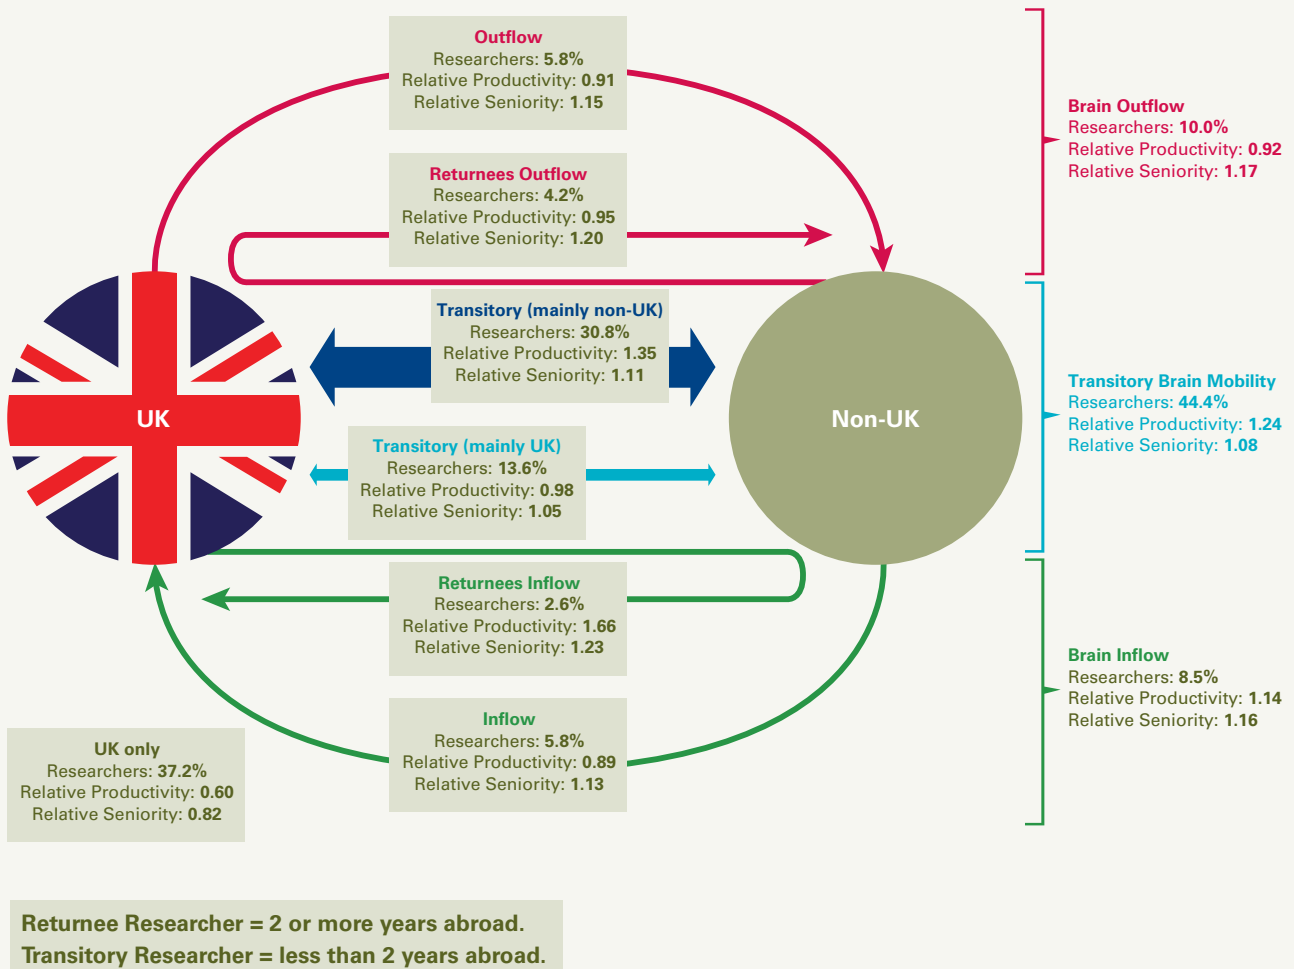 Outflow
Researchers: 5.8%
Relative Productivity: 0.91
Relative Seniority: 1.15
Returnees Outflow
Researchers: 4.2%
Relative Productivity: 0.95
Relative Seniority: 1.20
Transitory (mainly non-UK)
Researchers: 30.8%
Relative Productivity: 1.35
Relative Seniority: 1.11
UK
Non-UK
Transitory (mainly UK)
Researchers: 13.6%
Relative Productivity: 0.98
Relative Seniority: 1.05
Returnees Inflow
Researchers: 2.6%
Relative Productivity: 1.66
Relative Seniority: 1.23
Inflow
Researchers: 5.8%
Relative Productivity: 0.89
Relative Seniority: 1.13
UK only
Researchers: 37.2%
Relative Productivity: 0.60
Relative Seniority: 0.82
Brain Outflow
Researchers: 10.0%
Relative Productivity: 0.92
Relative Seniority: 1.17
Transitory Brain Mobility
Researchers: 44.4%
Relative Productivity: 1.24
Relative Seniority: 1.08
Brain Inflow
Researchers: 8.5%
Relative Productivity: 1.14
Relative Seniority: 1.16
Returnee Researcher = 2 or more years abroad.
Transitory Researcher = less than 2 years abroad.